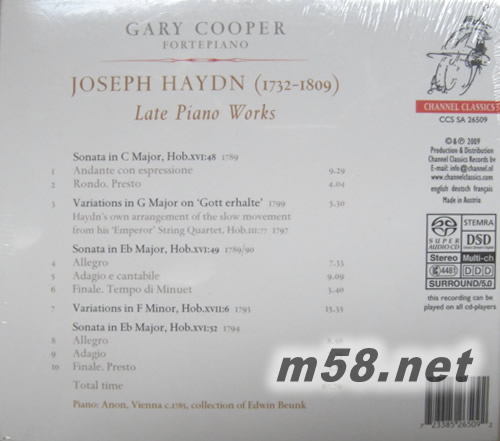 GARY COOPER
FORTEPIANO
JOSEPH HAYDN (1732-1809)
Late Piano Works
Sonata in C Major, Hob.XVI:48 1789
1 Andante con espressione 9.29
2 Rondo. Presto 4.04
3 Variations in G Major on ‘Gott erhalte’ 1799 5.30
Haydn's own arrangement of the slow movement
from his ‘Emperor’ String Quartet, Hob.III:77 1797
Sonata in Eb Major, Hob.XVI:49 1789/90
4 Allegro 7.33
5 Adagio e cantabile 9.09
6 Finale. Tempo di Minuet 3.40
7 Variations in F Minor, Hob.XVII:6 1793 15.35
Sonata in Eb Major, Hob.XVI:52 1794
8 Allegro
9 Adagio
10 Finale. Presto
Total time
Piano: Anon, Vienna c.1785, collection of Edwin Beunk
CHANNEL CLASSICS
CCS SA 26509
©&℗ 2009
Production & Distribution
Channel Classics Records bv
channelclassics.com
english deutsch français
Made in Austria
STEMRA
SUPER AUDIO CD
DSD
Stereo Multi-ch
4481 DDD
SURROUND/5.0
this recording can be
played on all cd-players
m58.net
7 23385 26509 2